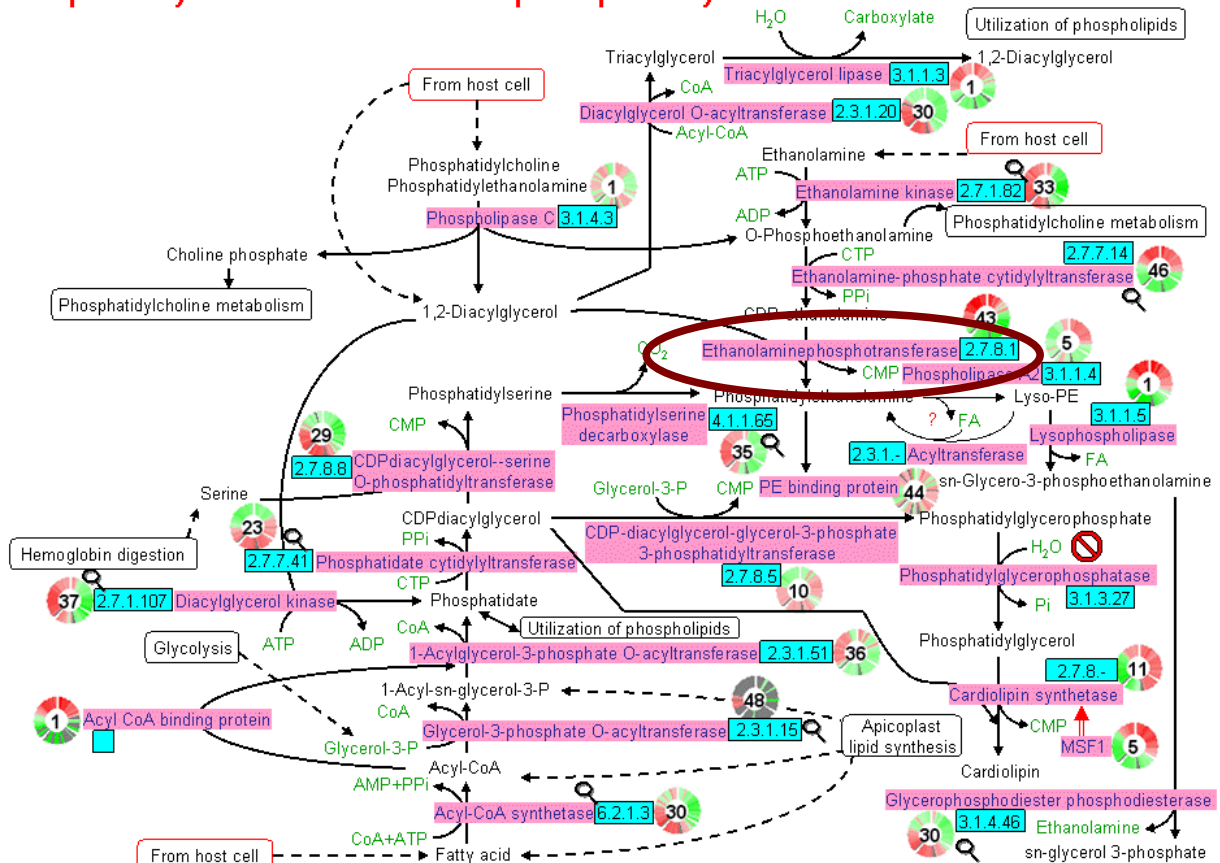 H₂O
Carboxylate
Utilization of phospholipids
Triacylglycerol
1,2-Diacylglycerol
Triacylglycerol lipase 3.1.1.3
1
From host cell
CoA
Diacylglycerol O-acyltransferase 2.3.1.20
30
Acyl-CoA
Phosphatidylcholine
Phosphatidylethanolamine
1
Phospholipase C 3.1.4.3
Ethanolamine
From host cell
ATP
Ethanolamine kinase 2.7.1.82
33
ADP
Phosphatidylcholine metabolism
O-Phosphoethanolamine
Choline phosphate
CTP
2.7.7.14
Ethanolamine-phosphate cytidylyltransferase
46
PPi
Phosphatidylcholine metabolism
1,2-Diacylglycerol
CDP-ethanolamine
43
Ethanolaminephosphotransferase 2.7.8.1
CO₂
5
CMP
Phospholipase A2 3.1.1.4
Phosphatidylserine
Phosphatidylethanolamine
Lyso-PE
1
3.1.1.5
Lysophospholipase
FA
Phosphatidylserine
decarboxylase
4.1.1.65
35
? FA
2.3.1.- Acyltransferase
CMP
29
2.7.8.8
CDPdiacylglycerol--serine
O-phosphatidyltransferase
Serine
Glycerol-3-P
CMP
PE binding protein
44
sn-Glycero-3-phosphoethanolamine
23
CDPdiacylglycerol
CDP-diacylglycerol-glycerol-3-phosphate
3-phosphatidyltransferase
2.7.8.5
10
Phosphatidylglycerophosphate
H₂O
Phosphatidylglycerophosphatase
3.1.3.27
Pi
Hemoglobin digestion
PPi
2.7.7.41 Phosphatidate cytidylyltransferase
CTP
37
2.7.1.107 Diacylglycerol kinase
Phosphatidate
ATP
ADP
CoA
Utilization of phospholipids
Phosphatidylglycerol
Glycolysis
1-Acylglycerol-3-phosphate O-acyltransferase 2.3.1.51
36
2.7.8.-
11
Cardiolipin synthetase
CMP
MSF1
5
1-Acyl-sn-glycerol-3-P
48
1
Acyl CoA binding protein
CoA
Glycerol-3-phosphate O-acyltransferase 2.3.1.15
Apicoplast
lipid synthesis
Glycerol-3-P
Acyl-CoA
Cardiolipin
AMP+PPi
Acyl-CoA synthetase 6.2.1.3
30
CoA+ATP
Glycerophosphodiester phosphodiesterase
3.1.4.46
30
Ethanolamine
From host cell
Fatty acid
sn-glycerol 3-phosphate